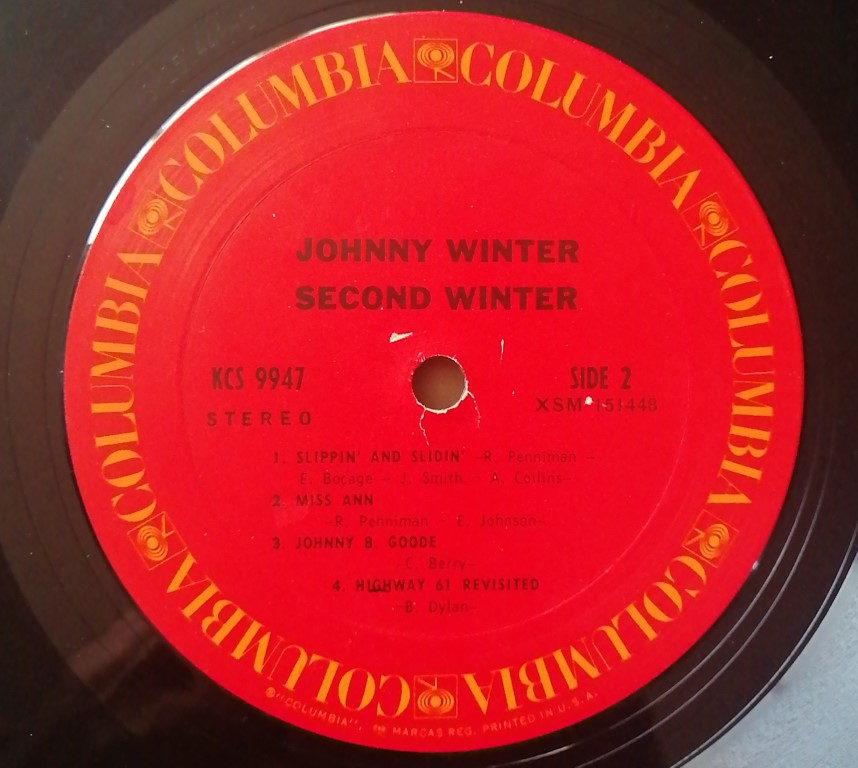 COLUMBIA COLUMBIA COLUMBIA COLUMBIA COLUMBIA COLUMBIA
JOHNNY WINTER
SECOND WINTER
KCS 9947
STEREO
SIDE 2
XSM-151448
1. SLIPPIN' AND SLIDIN' -R. Penniman -
E. Bocage - J. Smith - A. Collins-
2. MISS ANN
-R. Penniman - E. Johnson-
3. JOHNNY B. GOODE
-C. Berry-
4. HIGHWAY 61 REVISITED
-B. Dylan-
®"COLUMBIA", MARCAS REG. PRINTED IN U.S.A.